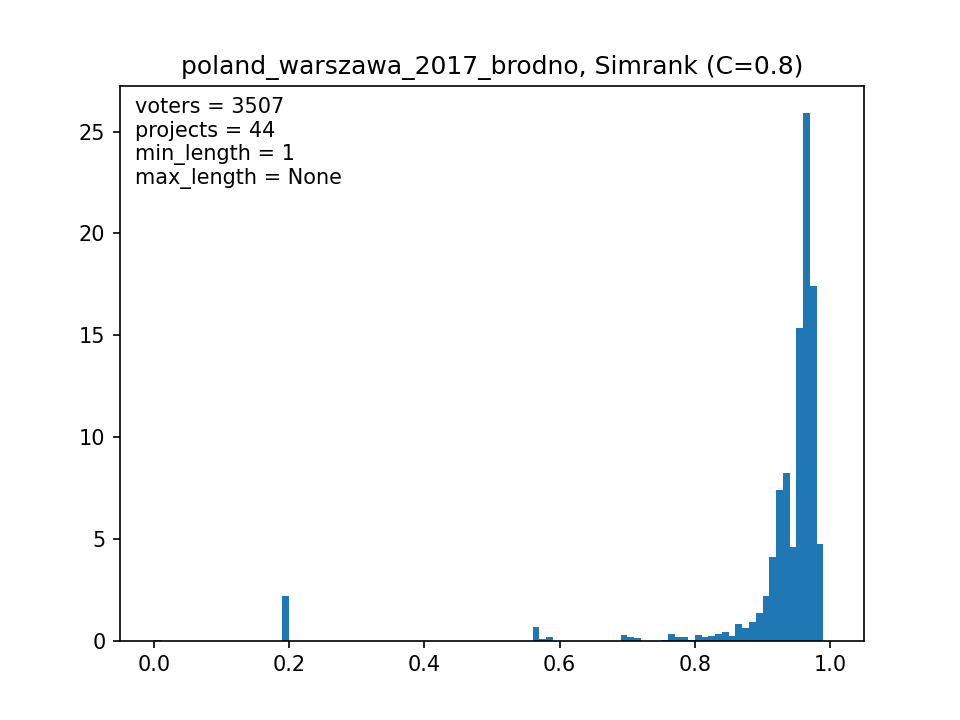 poland_warszawa_2017_brodno, Simrank (C=0.8)
voters = 3507
projects = 44
min_length = 1
max_length = None
25
20
15
10
5
0
0.0 0.2 0.4 0.6 0.8 1.0